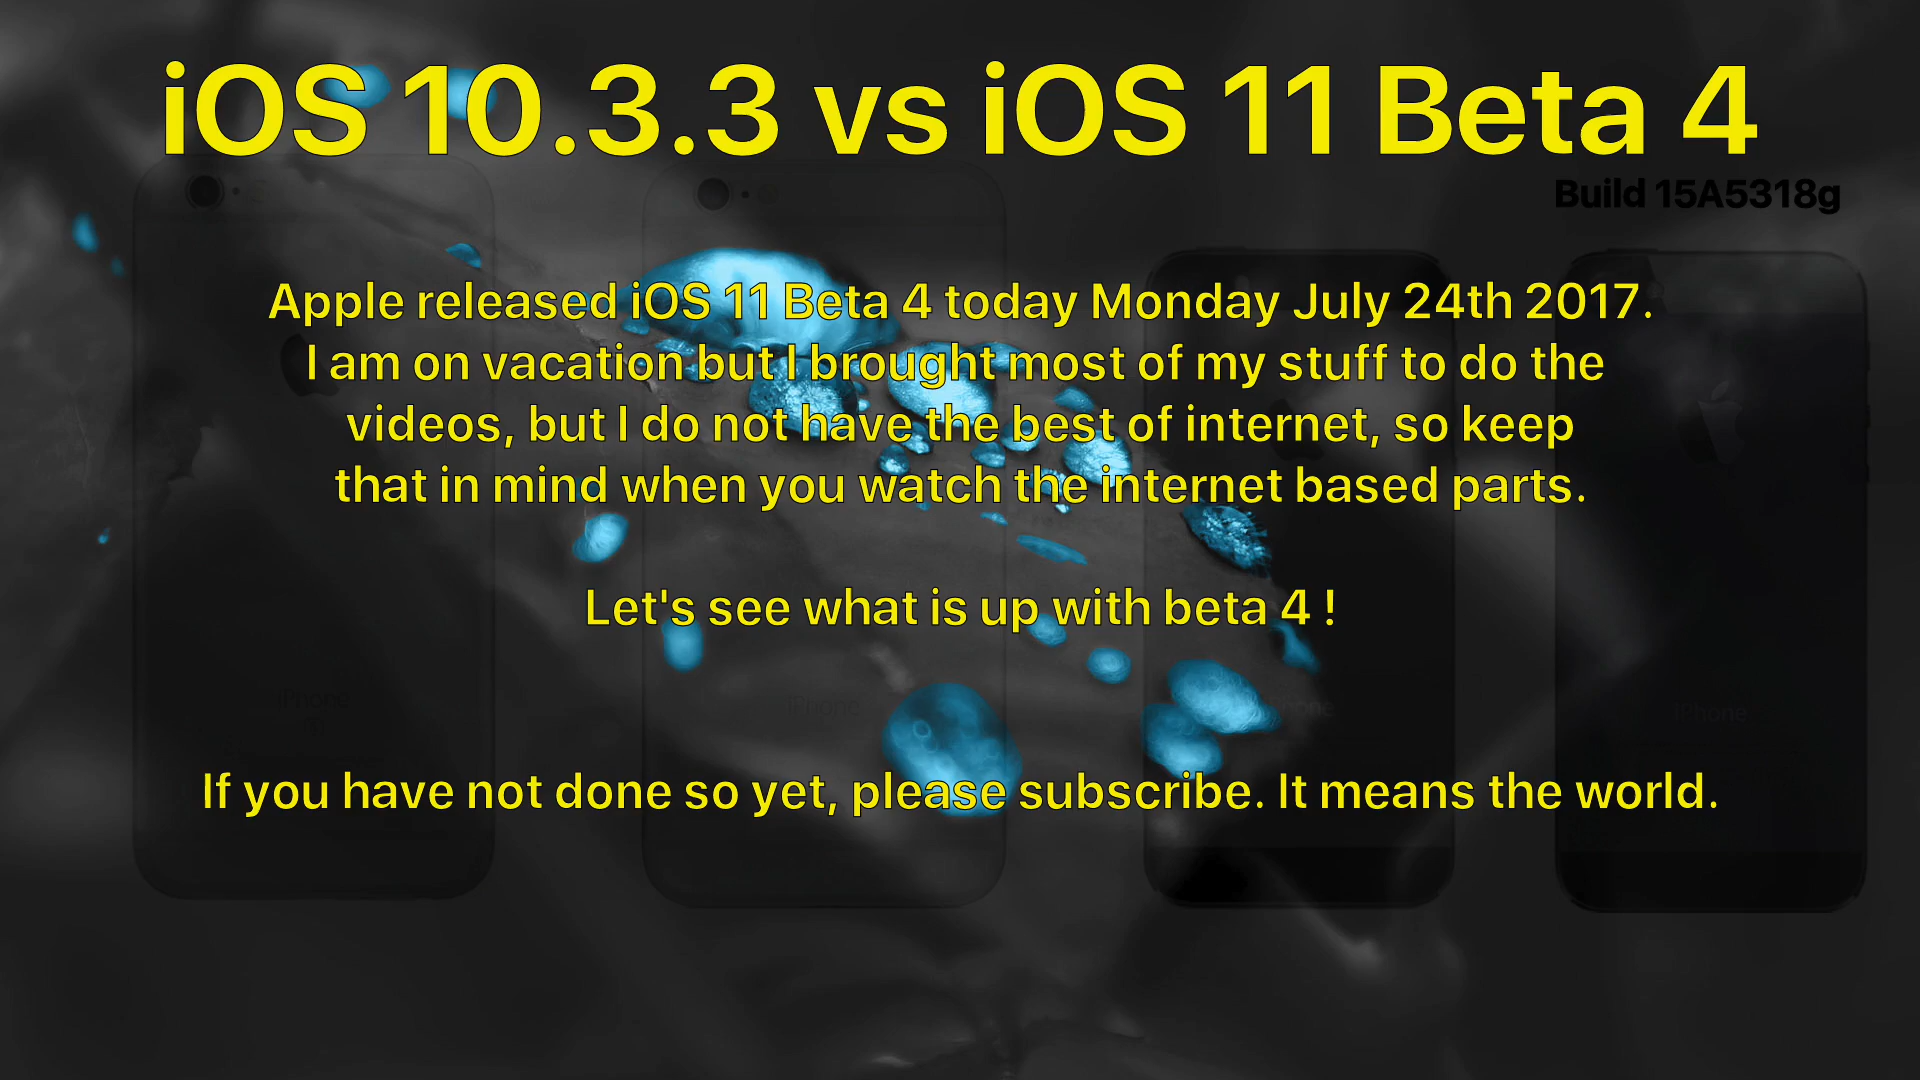 iOS 10.3.3 vs iOS 11 Beta 4
Build 15A5318g
Apple released iOS 11 Beta 4 today Monday July 24th 2017.
I am on vacation but I brought most of my stuff to do the
videos, but I do not have the best of internet, so keep
that in mind when you watch the internet based parts.
Let's see what is up with beta 4 !
iPhone
iPhone
iPhone
If you have not done so yet, please subscribe. It means the world.